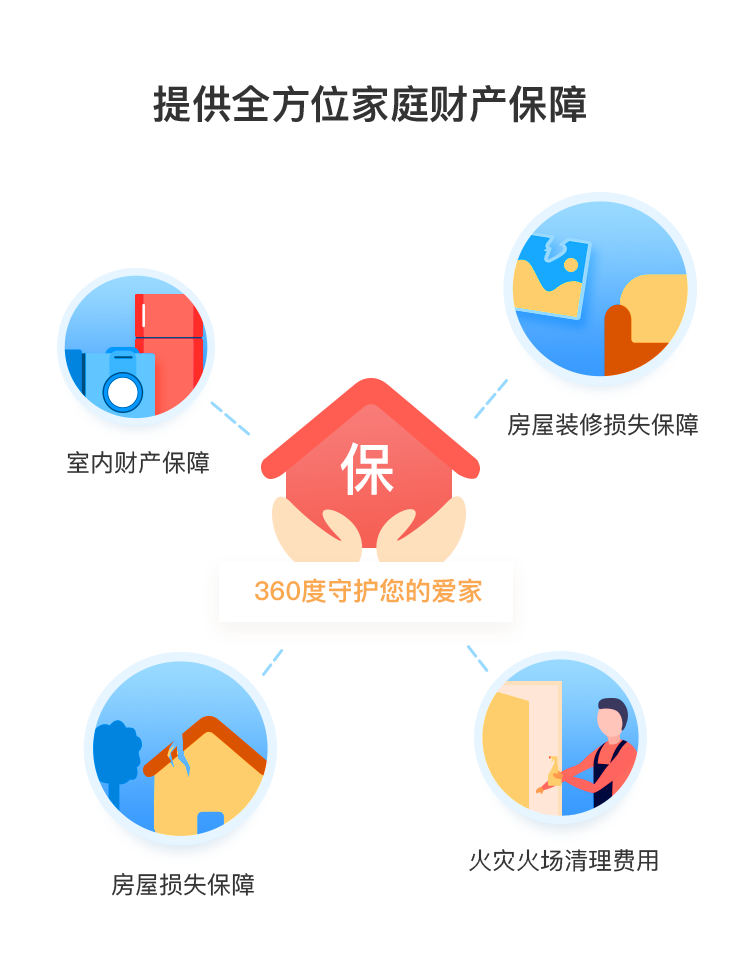 提供全方位家庭财产保障
房屋装修损失保障
室内财产保障
保
360度守护您的爱家
火灾火场清理费用
房屋损失保障